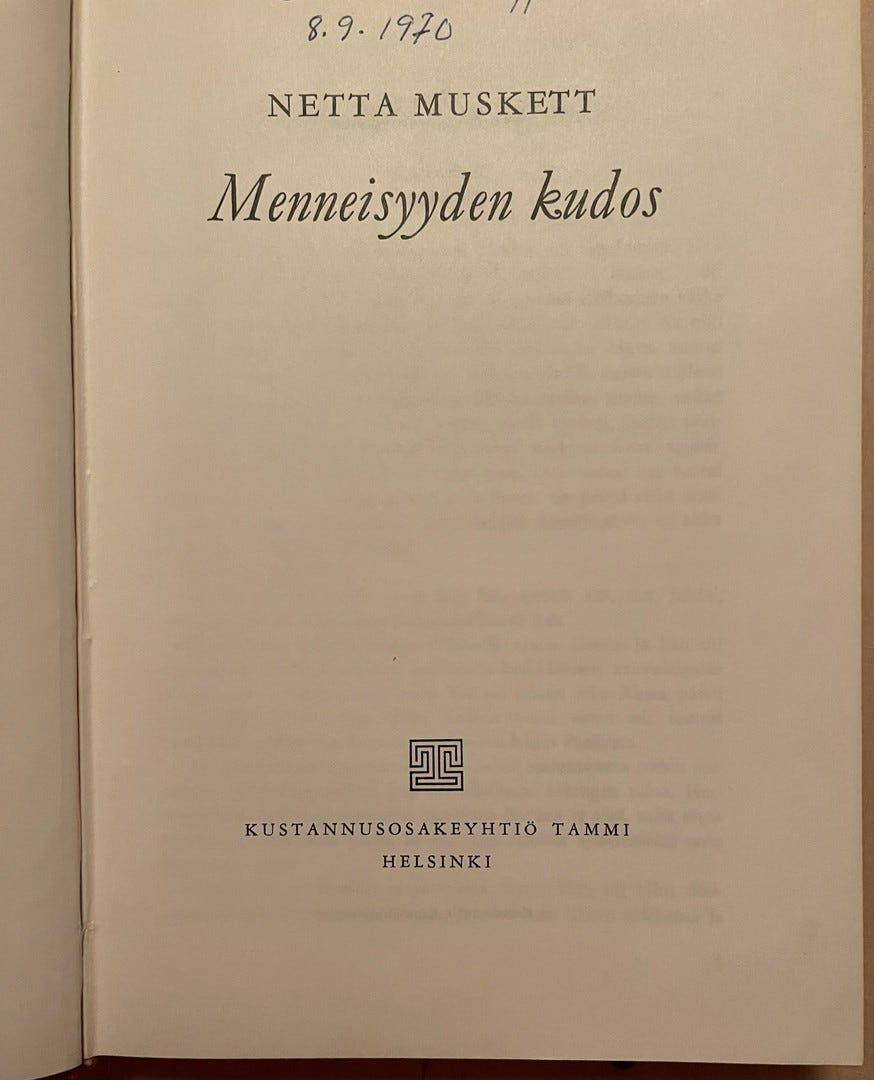 8.9.1970
NETTA MUSKETT
Menneisyyden kudos
KUSTANNUSOSAKEYHTIÖ TAMMI
HELSINKI